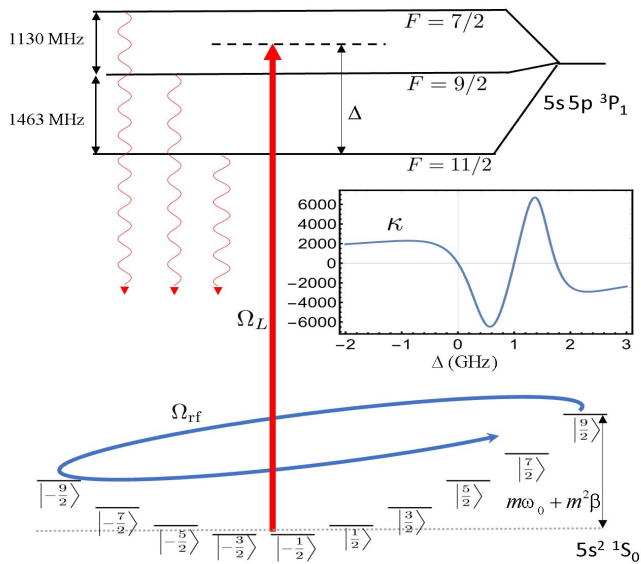 F = 7/2
1130 MHz
F = 9/2
5s 5p ³P₁
Δ
1463 MHz
F = 11/2
6000
4000
2000
0
−2000
−4000
−6000
κ
−2 −1 0 1 2 3
Δ (GHz)
Ω_L
Ω_rf
|9/2⟩
|7/2⟩
|5/2⟩
|3/2⟩
|1/2⟩
|−1/2⟩
|−3/2⟩
|−5/2⟩
|−7/2⟩
|−9/2⟩
mω₀ + m²β
5s² ¹S₀